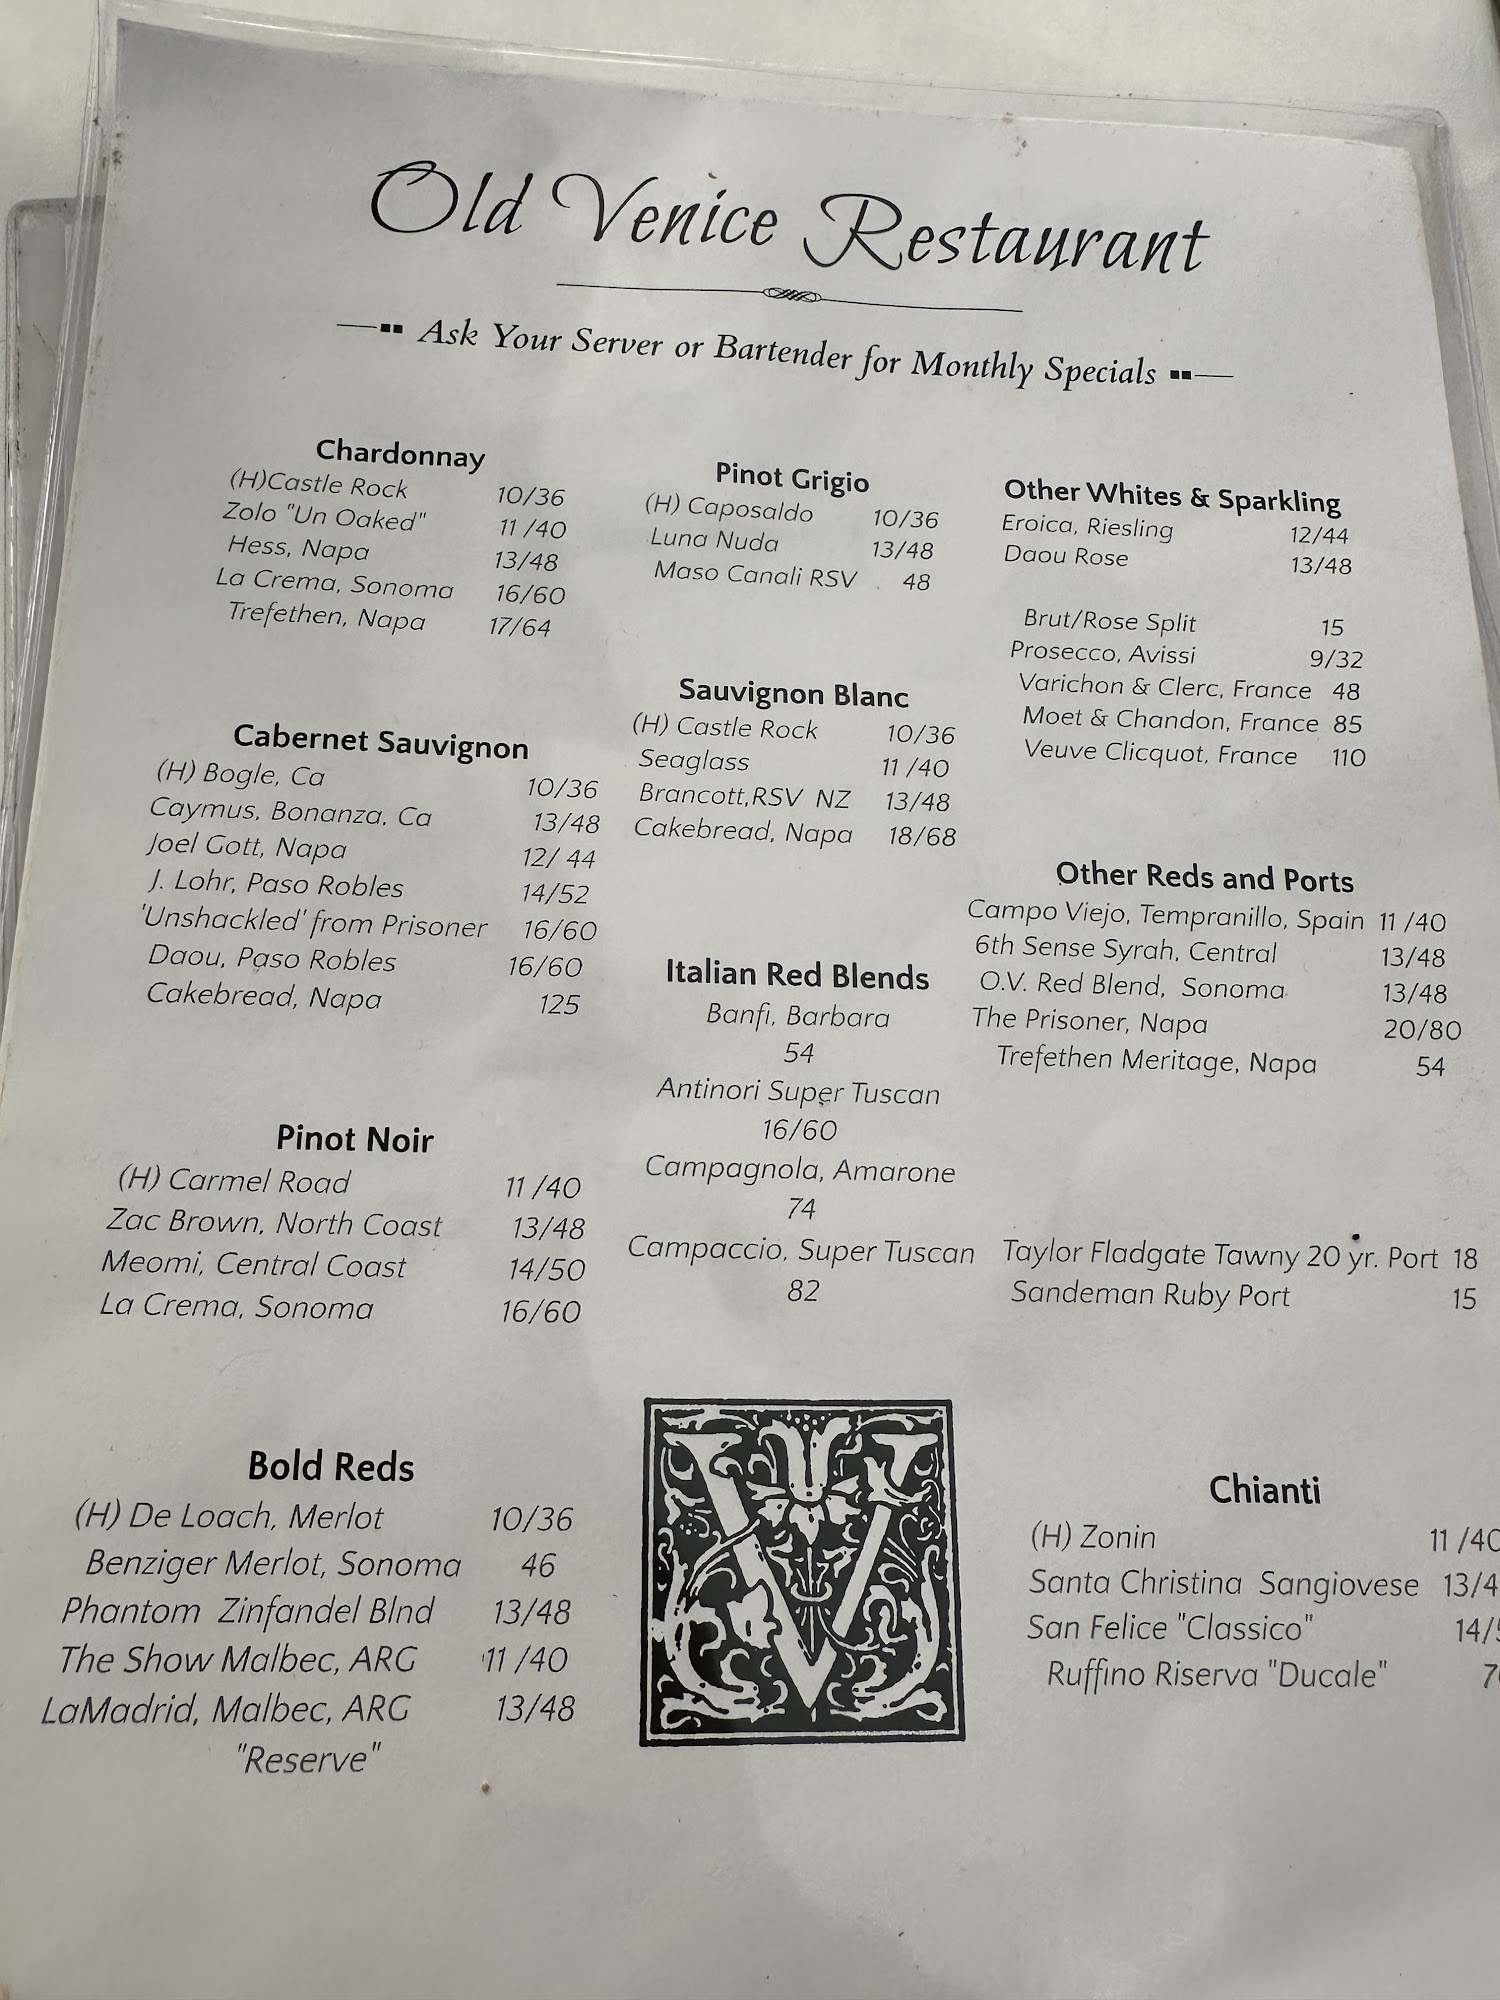 Old Venice Restaurant
Ask Your Server or Bartender for Monthly Specials
Chardonnay
(H)Castle Rock 10/36
Zolo "Un Oaked" 11 /40
Hess, Napa 13/48
La Crema, Sonoma 16/60
Trefethen, Napa 17/64
Cabernet Sauvignon
(H) Bogle, Ca 10/36
Caymus, Bonanza, Ca 13/48
Joel Gott, Napa 12/ 44
J. Lohr, Paso Robles 14/52
'Unshackled' from Prisoner 16/60
Daou, Paso Robles 16/60
Cakebread, Napa 125
Pinot Noir
(H) Carmel Road 11 /40
Zac Brown, North Coast 13/48
Meomi, Central Coast 14/50
La Crema, Sonoma 16/60
Bold Reds
(H) De Loach, Merlot 10/36
Benziger Merlot, Sonoma 46
Phantom Zinfandel Blnd 13/48
The Show Malbec, ARG 11 /40
LaMadrid, Malbec, ARG 13/48
"Reserve"
Pinot Grigio
(H) Caposaldo 10/36
Luna Nuda 13/48
Maso Canali RSV 48
Sauvignon Blanc
(H) Castle Rock 10/36
Seaglass 11 /40
Brancott,RSV NZ 13/48
Cakebread, Napa 18/68
Italian Red Blends
Banfi, Barbara
54
Antinori Super Tuscan
16/60
Campagnola, Amarone
74
Campaccio, Super Tuscan
82
V
Other Whites & Sparkling
Eroica, Riesling 12/44
Daou Rose 13/48
Brut/Rose Split 15
Prosecco, Avissi 9/32
Varichon & Clerc, France 48
Moet & Chandon, France 85
Veuve Clicquot, France 110
Other Reds and Ports
Campo Viejo, Tempranillo, Spain 11 /40
6th Sense Syrah, Central 13/48
O.V. Red Blend, Sonoma 13/48
The Prisoner, Napa 20/80
Trefethen Meritage, Napa 54
Taylor Fladgate Tawny 20 yr. Port 18
Sandeman Ruby Port 15
Chianti
(H) Zonin 11 /40
Santa Christina Sangiovese 13/4
San Felice "Classico" 14/
Ruffino Riserva "Ducale" 7